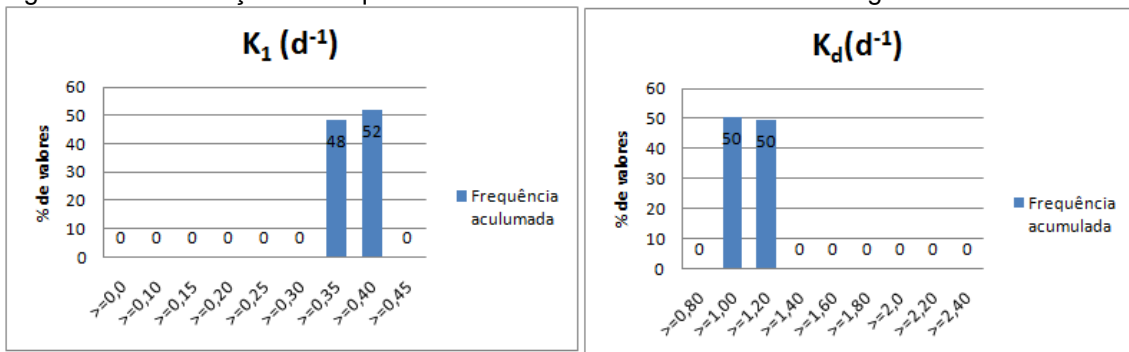 K1 (d-1)
% de valores
60
50
40
30
20
10
0
0 0 0 0 0 0 48 52 0
>=0,0 >=0,10 >=0,15 >=0,20 >=0,25 >=0,30 >=0,35 >=0,40 >=0,45
Frequência
aculumada
Kd(d-1)
% de valores
60
50
40
30
20
10
0
0 50 50 0 0 0 0 0 0
>=0,80 >=1,00 >=1,20 >=1,40 >=1,60 >=1,80 >=2,0 >=2,20 >=2,40
Frequência
acumulada